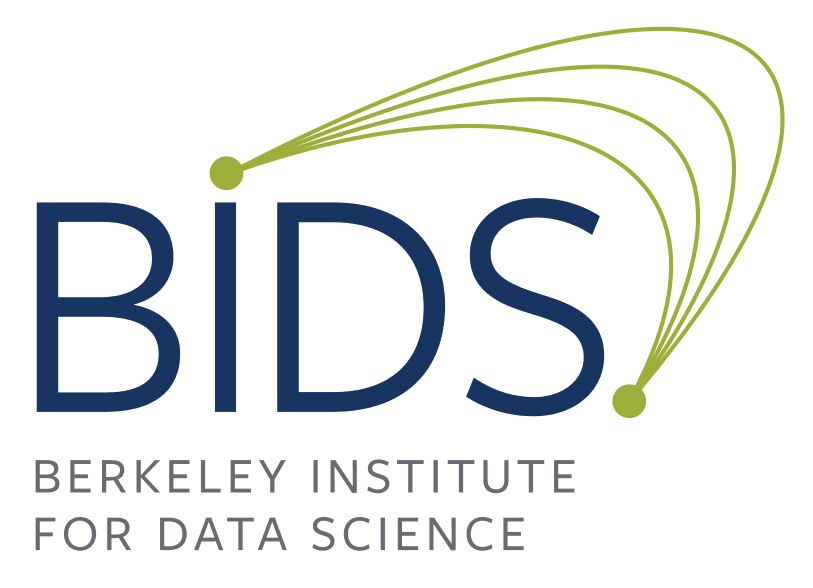 BIDS
BERKELEY INSTITUTE
FOR DATA SCIENCE